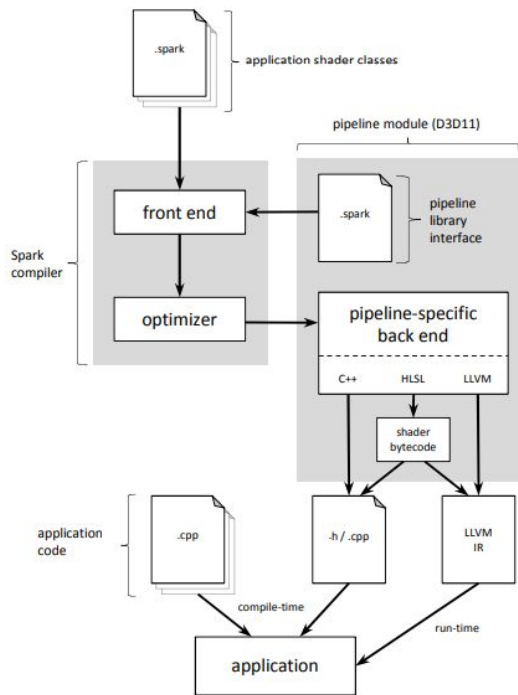 .spark
application shader classes
pipeline module (D3D11)
Spark
compiler
front end
.spark
pipeline
library
interface
optimizer
pipeline-specific
back end
C++ HLSL LLVM
shader
bytecode
application
code
.cpp
.h / .cpp
LLVM
IR
compile-time
run-time
application